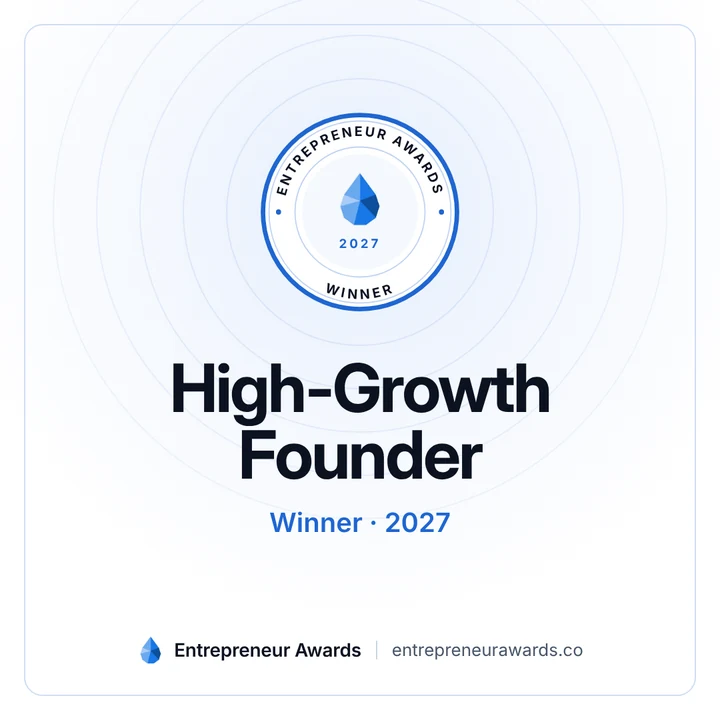 ENTREPRENEUR AWARDS
2027
WINNER
High-Growth
Founder
Winner · 2027
Entrepreneur Awards | entrepreneurawards.co